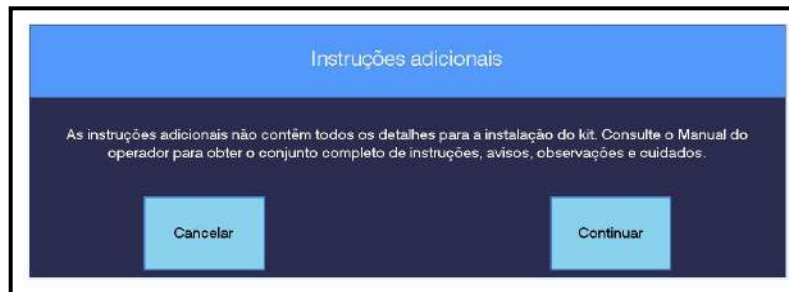 Instruções adicionais
As instruções adicionais não contêm todos os detalhes para a instalação do kit. Consulte o Manual do
operador para obter o conjunto completo de instruções, avisos, observações e cuidados.
Cancelar
Continuar